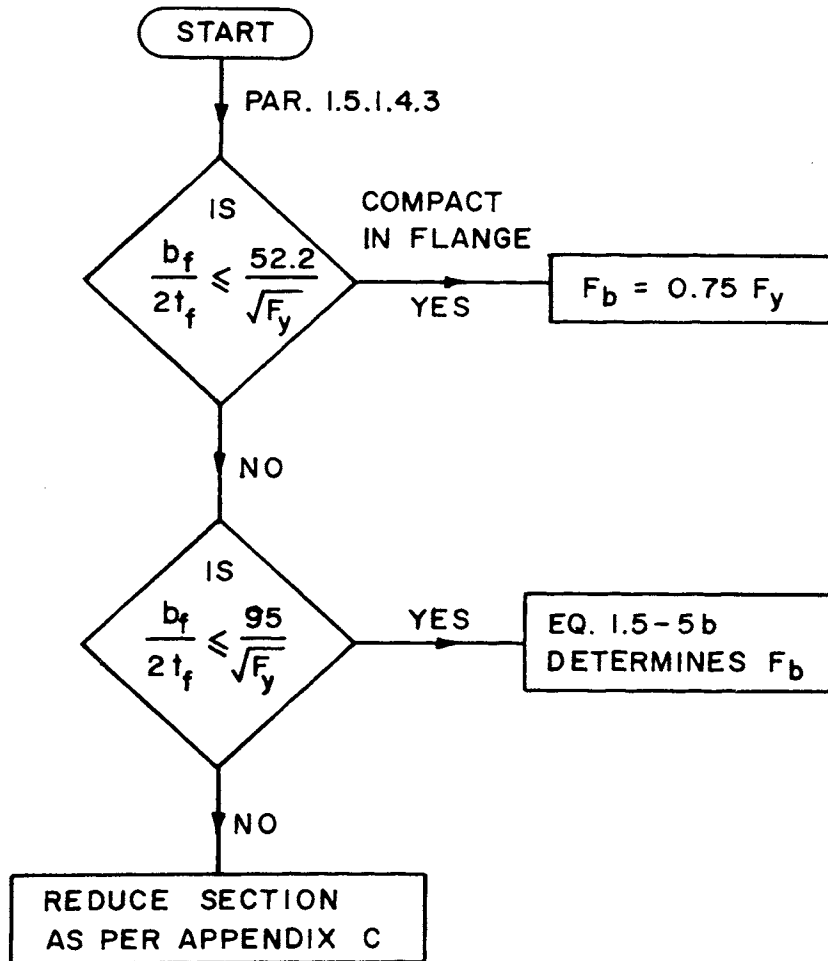 START
PAR. 1.5.1.4.3
IS
b_f / 2t_f ≤ 52.2 / √F_y
COMPACT
IN FLANGE
YES
F_b = 0.75 F_y
NO
IS
b_f / 2t_f ≤ 95 / √F_y
YES
EQ. 1.5-5b
DETERMINES F_b
NO
REDUCE SECTION
AS PER APPENDIX C